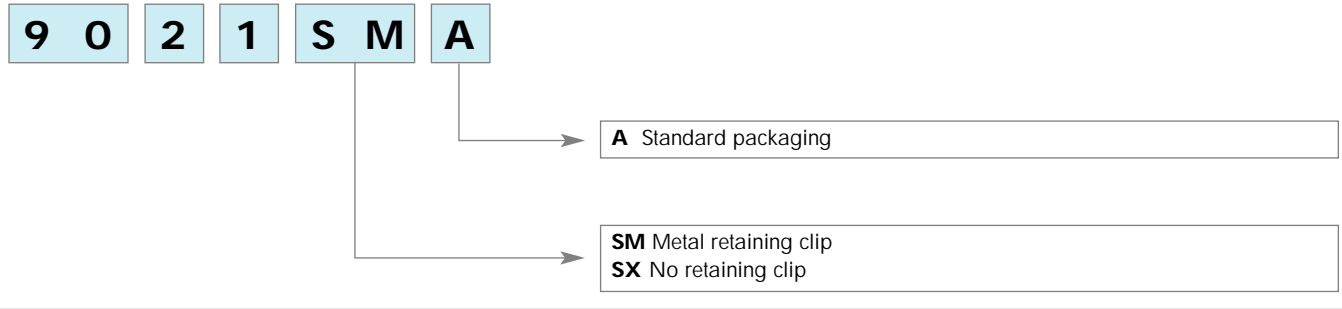 9 0 2 1 S M A
A Standard packaging
SM Metal retaining clip
SX No retaining clip